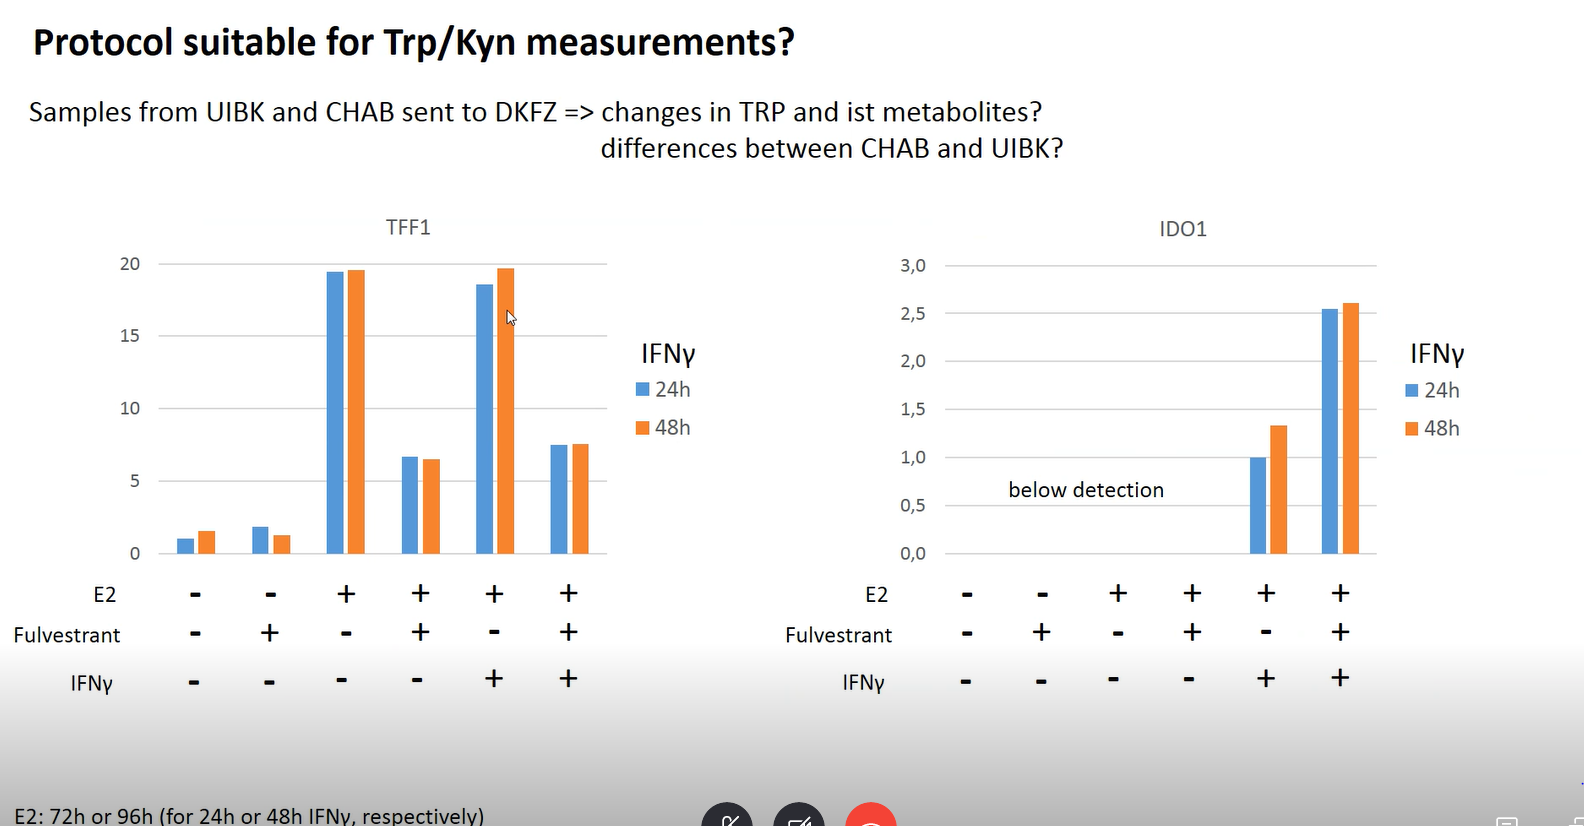 Protocol suitable for Trp/Kyn measurements?
Samples from UIBK and CHAB sent to DKFZ => changes in TRP and ist metabolites?
differences between CHAB and UIBK?
TFF1
20
15
10
5
0
IFNγ
24h
48h
E2 - - + + + +
Fulvestrant - + - + - +
IFNγ - - - - + +
IDO1
3,0
2,5
2,0
1,5
1,0
0,5
0,0
below detection
IFNγ
24h
48h
E2 - - + + + +
Fulvestrant - + - + - +
IFNγ - - - - + +
E2: 72h or 96h (for 24h or 48h IFNγ, respectively)